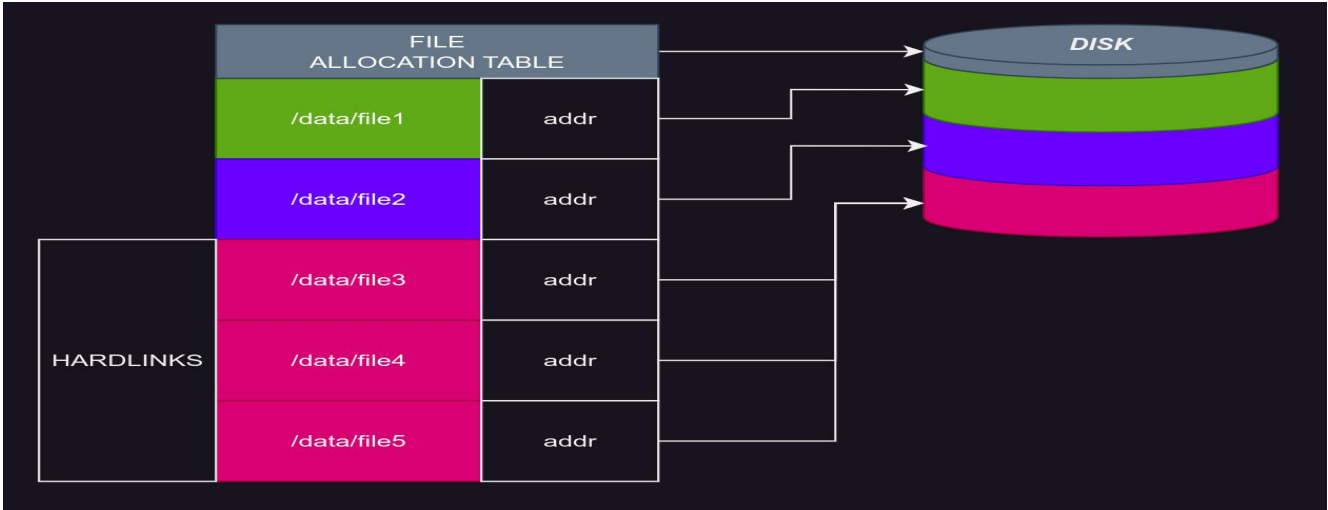 FILE
ALLOCATION TABLE
DISK
/data/file1
addr
/data/file2
addr
HARDLINKS
/data/file3
addr
/data/file4
addr
/data/file5
addr